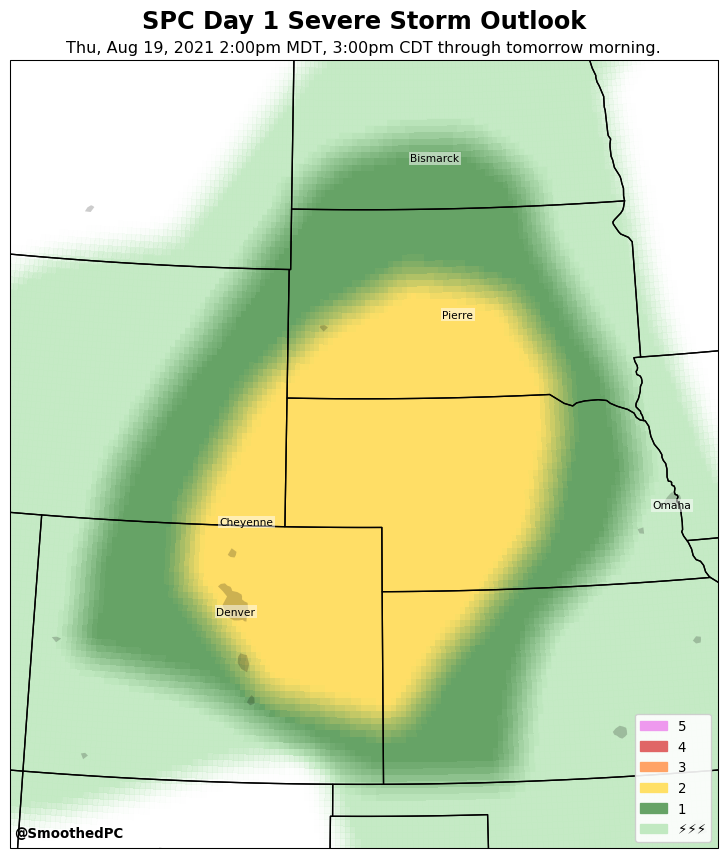 SPC Day 1 Severe Storm Outlook
Thu, Aug 19, 2021 2:00pm MDT, 3:00pm CDT through tomorrow morning.
Bismarck
Pierre
Omaha
Cheyenne
Denver
5
4
3
2
1
⚡⚡⚡
@SmoothedPC